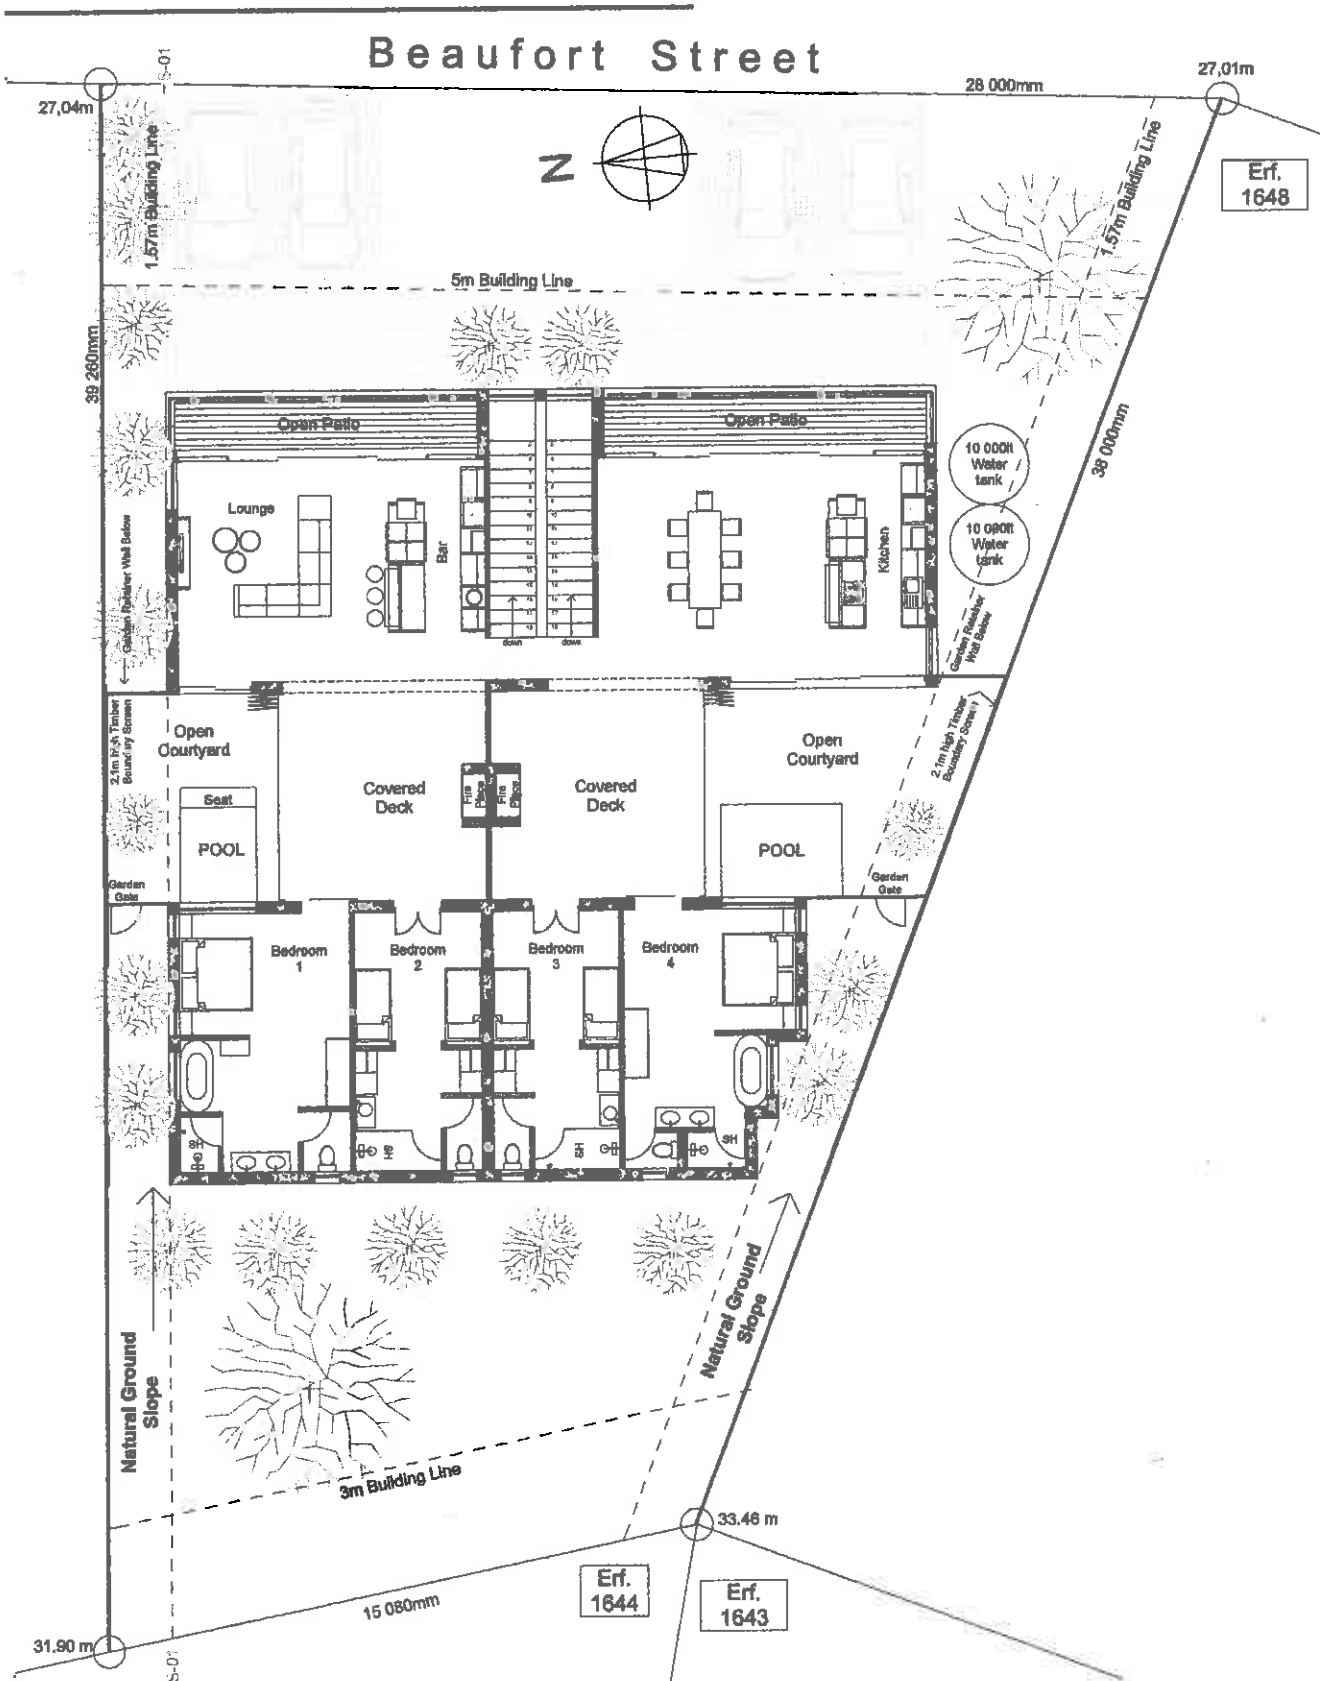 Beaufort Street
S-01
27,04m
28 000mm
27,01m
1.57m Building Line
N
1.57m Building Line
Erf.
1648
5m Building Line
39 260mm
38 000mm
Open Patio
Open Patio
10 000lt
Water
tank
Lounge
Bar
Kitchen
10 000lt
Water
tank
Garden Retainer Wall Below
Garden Retainer
Wall Below
down
down
2.1m high Timber
Boundary Screen
Open
Courtyard
Open
Courtyard
2.1m high Timber
Boundary Screen
Covered
Deck
Fire
Place
Fire
Place
Covered
Deck
Seat
POOL
POOL
Garden
Gate
Garden
Gate
Bedroom
1
Bedroom
2
Bedroom
3
Bedroom
4
SH
SH
SH
SH
Natural Ground
Slope
Natural Ground
Slope
3m Building Line
33.46 m
Erf.
1644
Erf.
1643
15 080mm
31.90 m
S-01